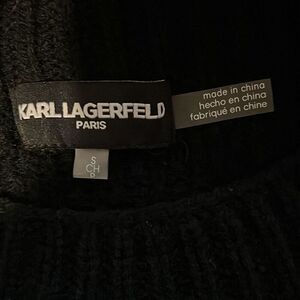 KARL LAGERFELD
PARIS
made in china
hecho en china
fabriqué en chine
S
CH
P